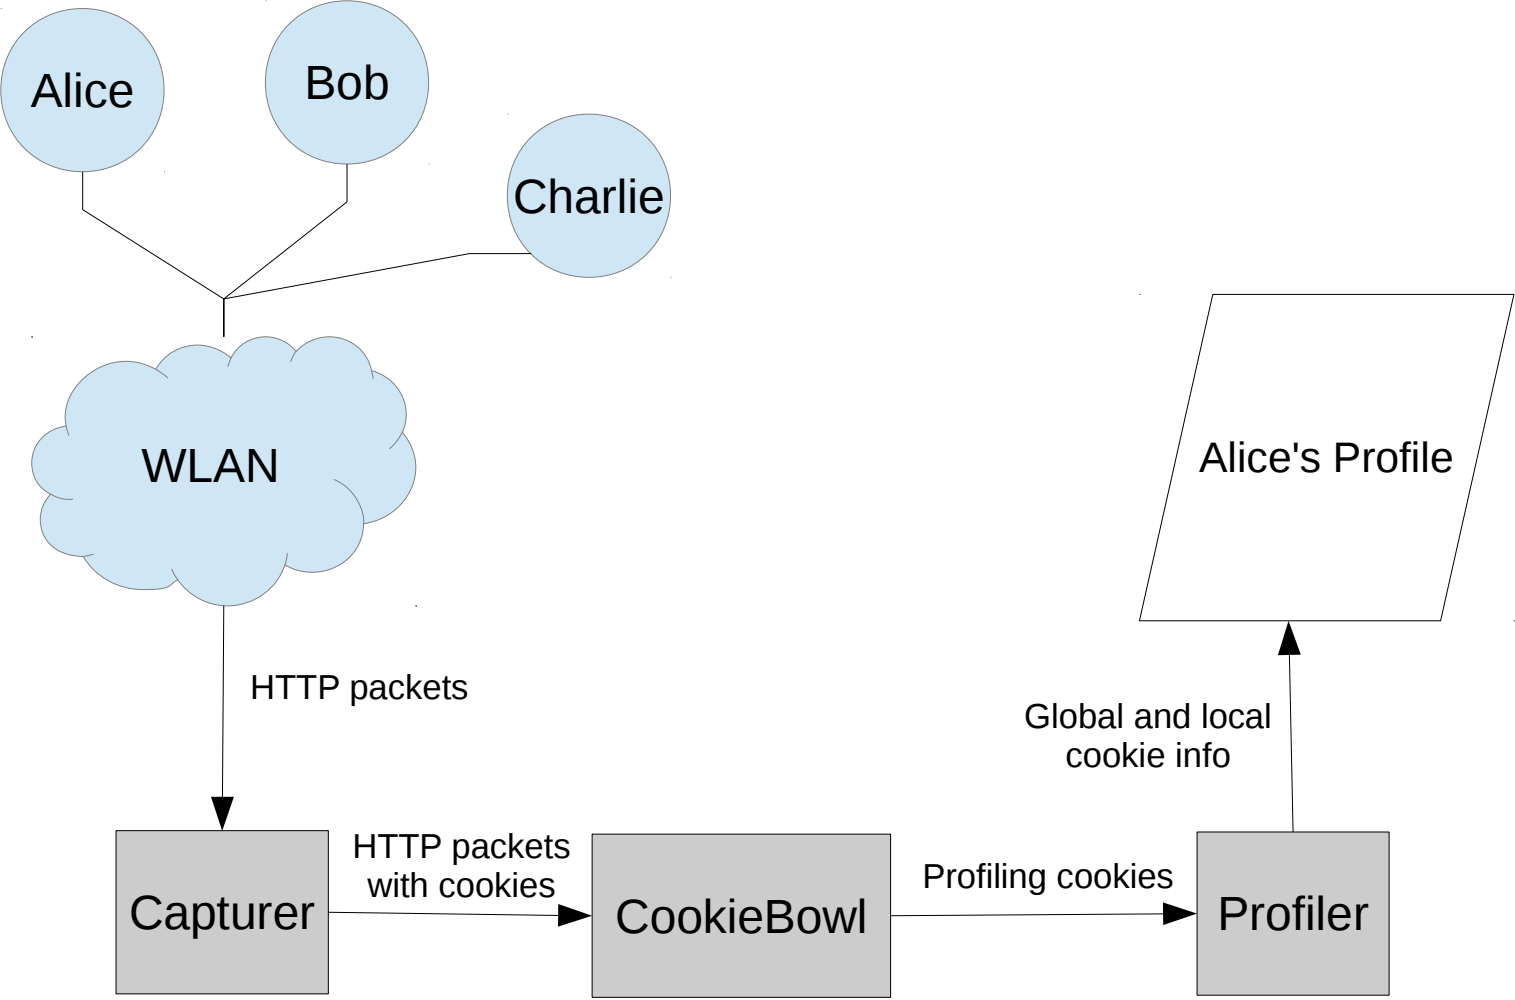 Alice
Bob
Charlie
WLAN
Alice's Profile
HTTP packets
Global and local
cookie info
HTTP packets
with cookies
Profiling cookies
Capturer
CookieBowl
Profiler